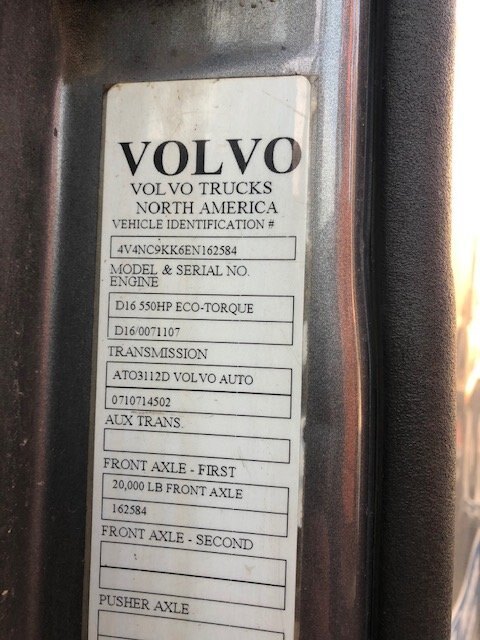 VOLVO
VOLVO TRUCKS
NORTH AMERICA
VEHICLE IDENTIFICATION #
4V4NC9KK6EN162584
MODEL & SERIAL NO.
ENGINE
D16 550HP ECO-TORQUE
D16/0071107
TRANSMISSION
ATO3112D VOLVO AUTO
0710714502
AUX TRANS.
FRONT AXLE - FIRST
20,000 LB FRONT AXLE
162584
FRONT AXLE - SECOND
PUSHER AXLE